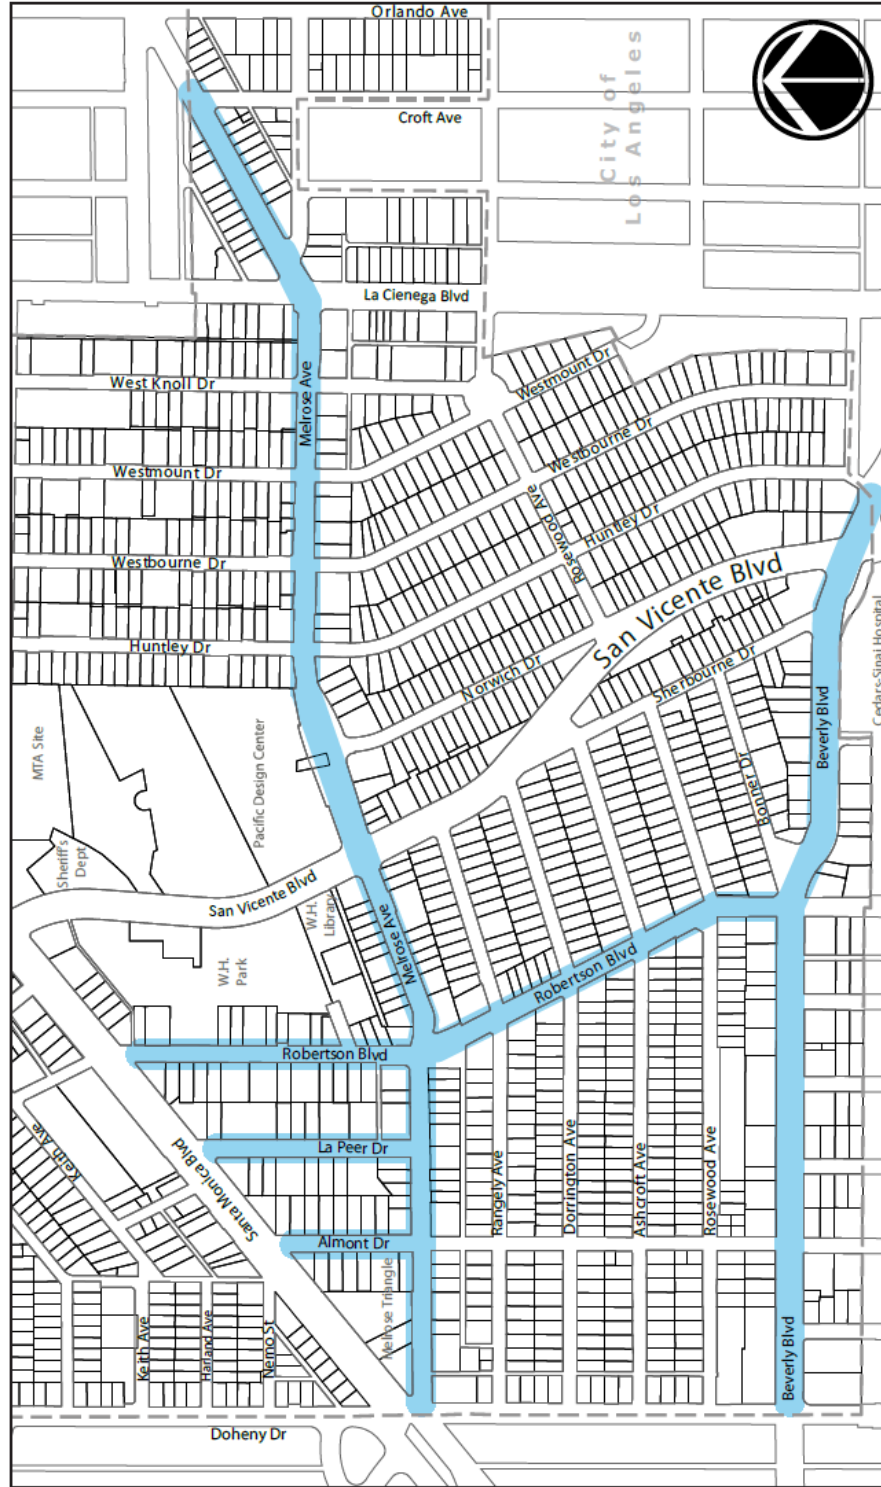 Orlando Ave
City of
Los Angeles
Croft Ave
La Cienega Blvd
West Knoll Dr
Melrose Ave
Westmount Dr
Westmount Dr
Westbourne Dr
Rosewood Ave
Huntley Dr
Westbourne Dr
San Vicente Blvd
Huntley Dr
Norwich Dr
Sherbourne Dr
Cedars-Sinai Hospital
MTA Site
Pacific Design Center
Beverly Blvd
Bonner Dr
Sheriff's
Dept
San Vicente Blvd
W.H.
Library
Melrose Ave
W.H.
Park
Robertson Blvd
Robertson Blvd
Keith Ave
La Peer Dr
Santa Monica Blvd
Rangely Ave
Dorrington Ave
Ashcroft Ave
Rosewood Ave
Almont Dr
Melrose Triangle
Keith Ave
Harland Ave
Nemo St
Beverly Blvd
Doheny Dr